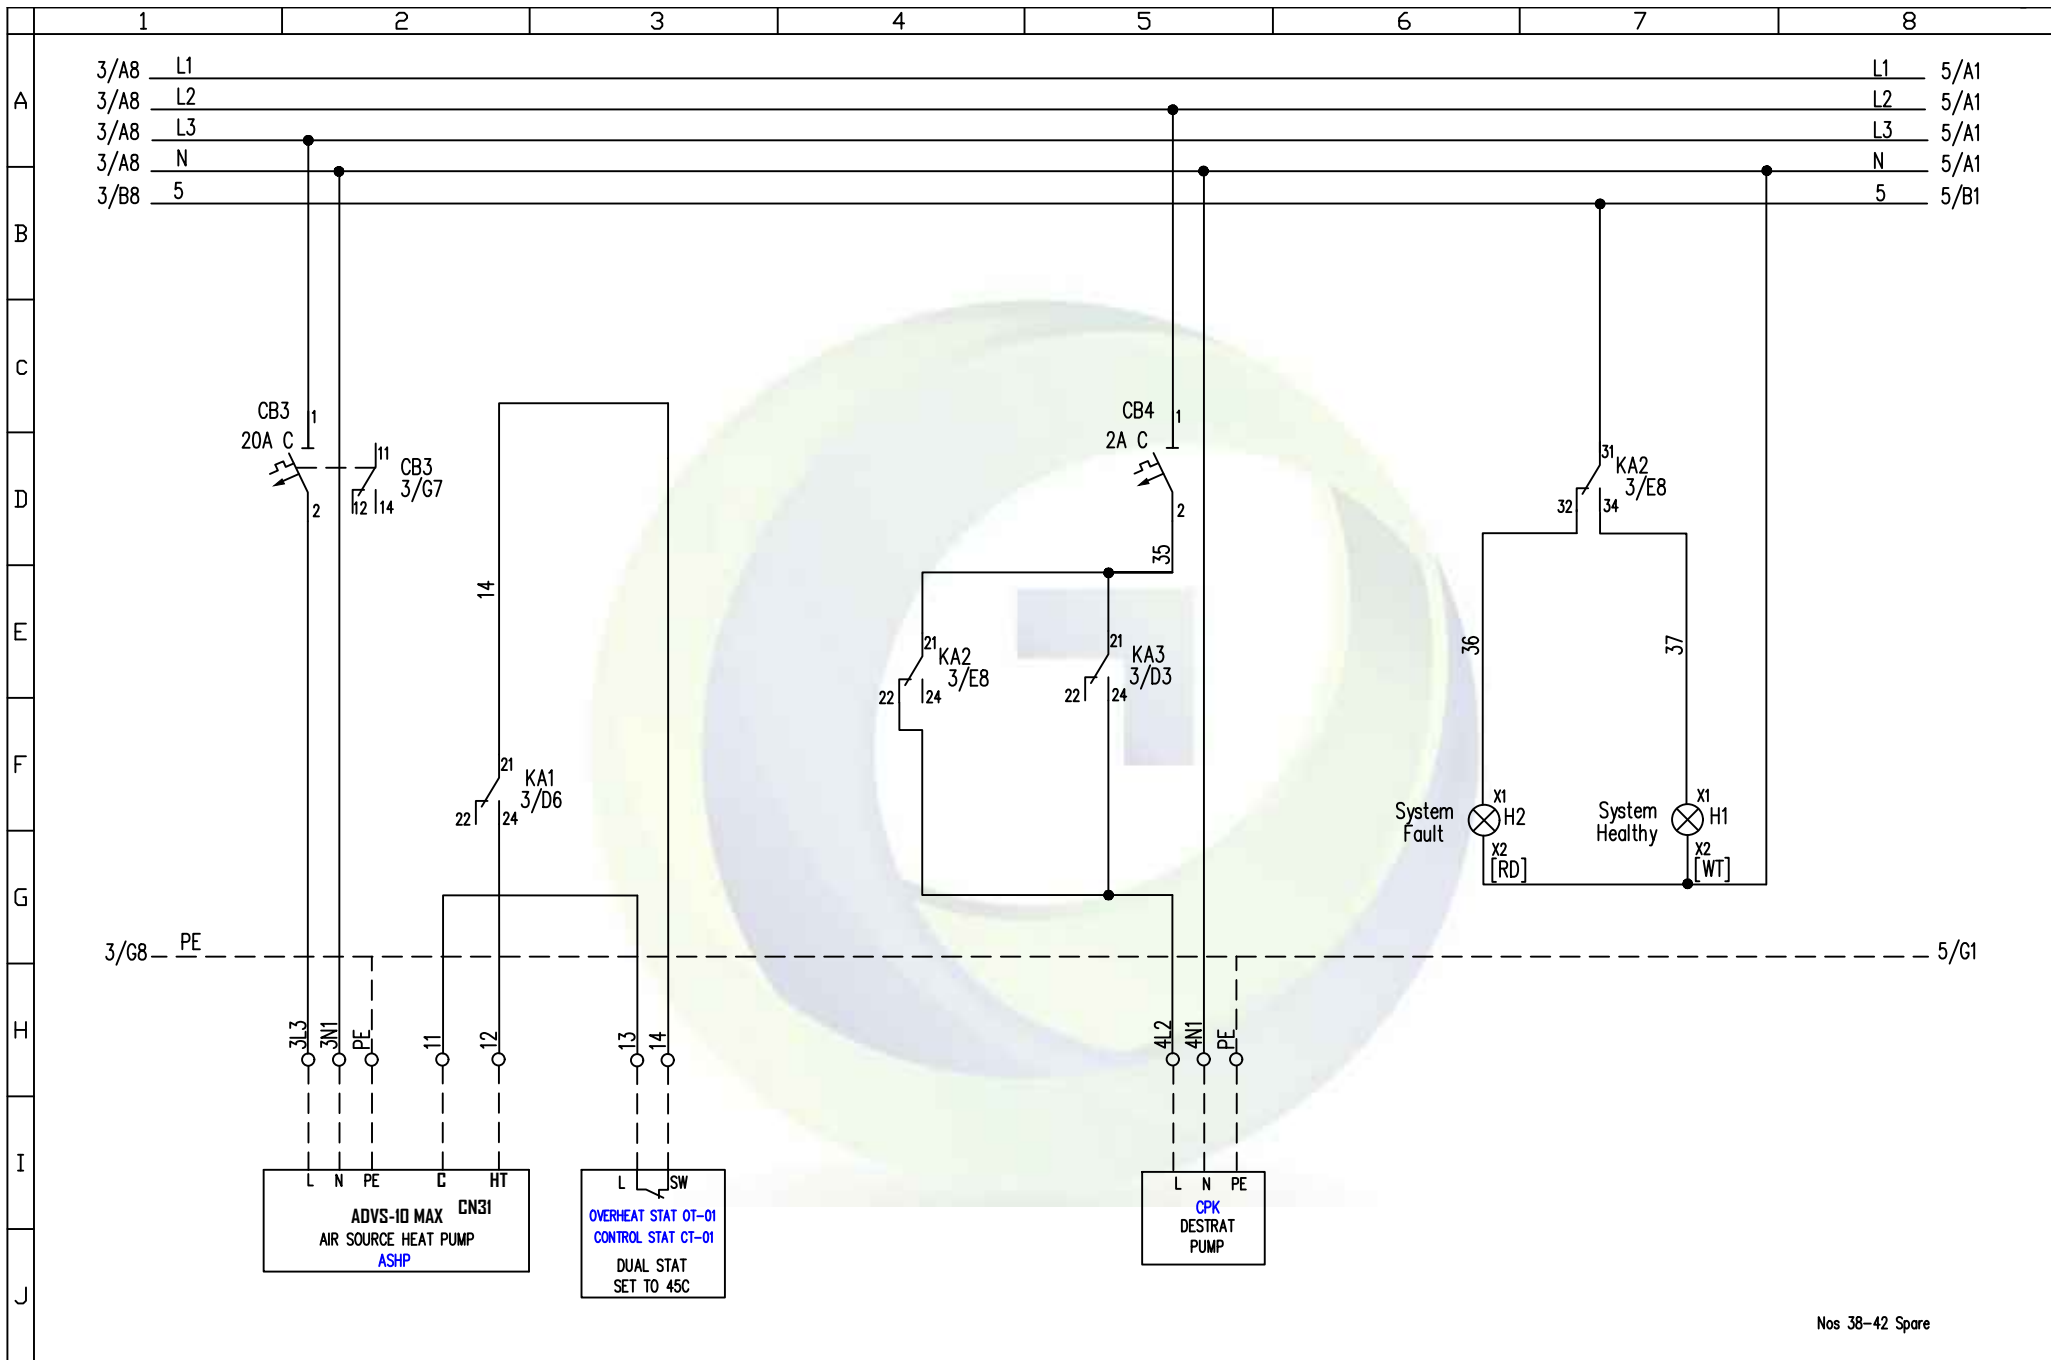 1 2 3 4 5 6 7 8
A
B
C
D
E
F
G
H
I
J
3/A8 L1 L1 5/A1
3/A8 L2 L2 5/A1
3/A8 L3 L3 5/A1
3/A8 N N 5/A1
3/B8 5 5 5/B1
CB3 1
20A C
2
11
CB3
3/G7
12 14
14
21
KA1
3/D6
22 24
CB4 1
2A C
2
35
21
KA2
3/E8
22 24
21
KA3
3/D3
22 24
31
KA2
3/E8
32 34
36
37
System
Fault
X1
H2
X2
[RD]
System
Healthy
X1
H1
X2
[WT]
3/G8 PE 5/G1
3L3 3N1 PE 11 12 13 14 4L2 4N1 PE
L N PE C HT
CN31
ADVS-10 MAX
AIR SOURCE HEAT PUMP
ASHP
L SW
OVERHEAT STAT OT-01
CONTROL STAT CT-01
DUAL STAT
SET TO 45C
L N PE
CPK
DESTRAT
PUMP
Nos 38-42 Spare